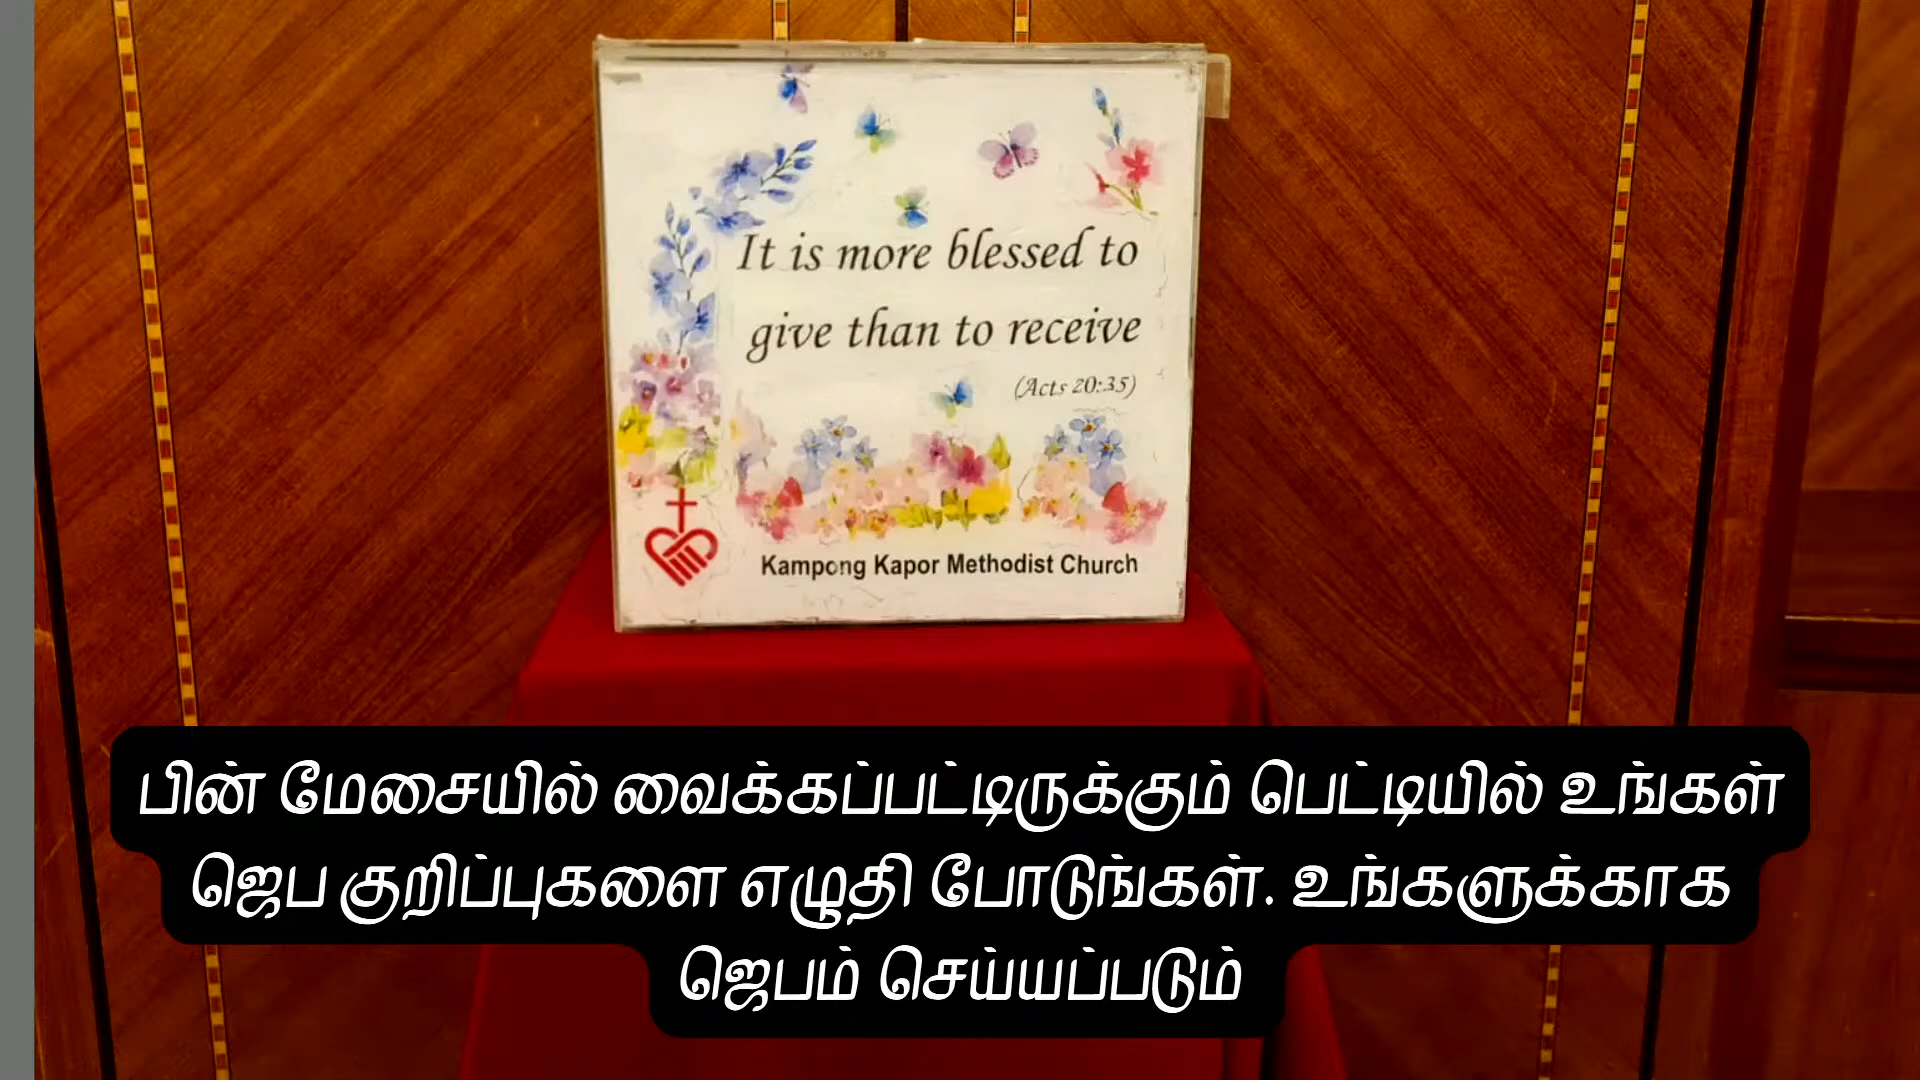 It is more blessed to
give than to receive
(Acts 20:35)
Kampong Kapor Methodist Church
பின் மேசையில் வைக்கப்பட்டிருக்கும் பெட்டியில் உங்கள்
ஜெப குறிப்புகளை எழுதி போடுங்கள். உங்களுக்காக
ஜெபம் செய்யப்படும்